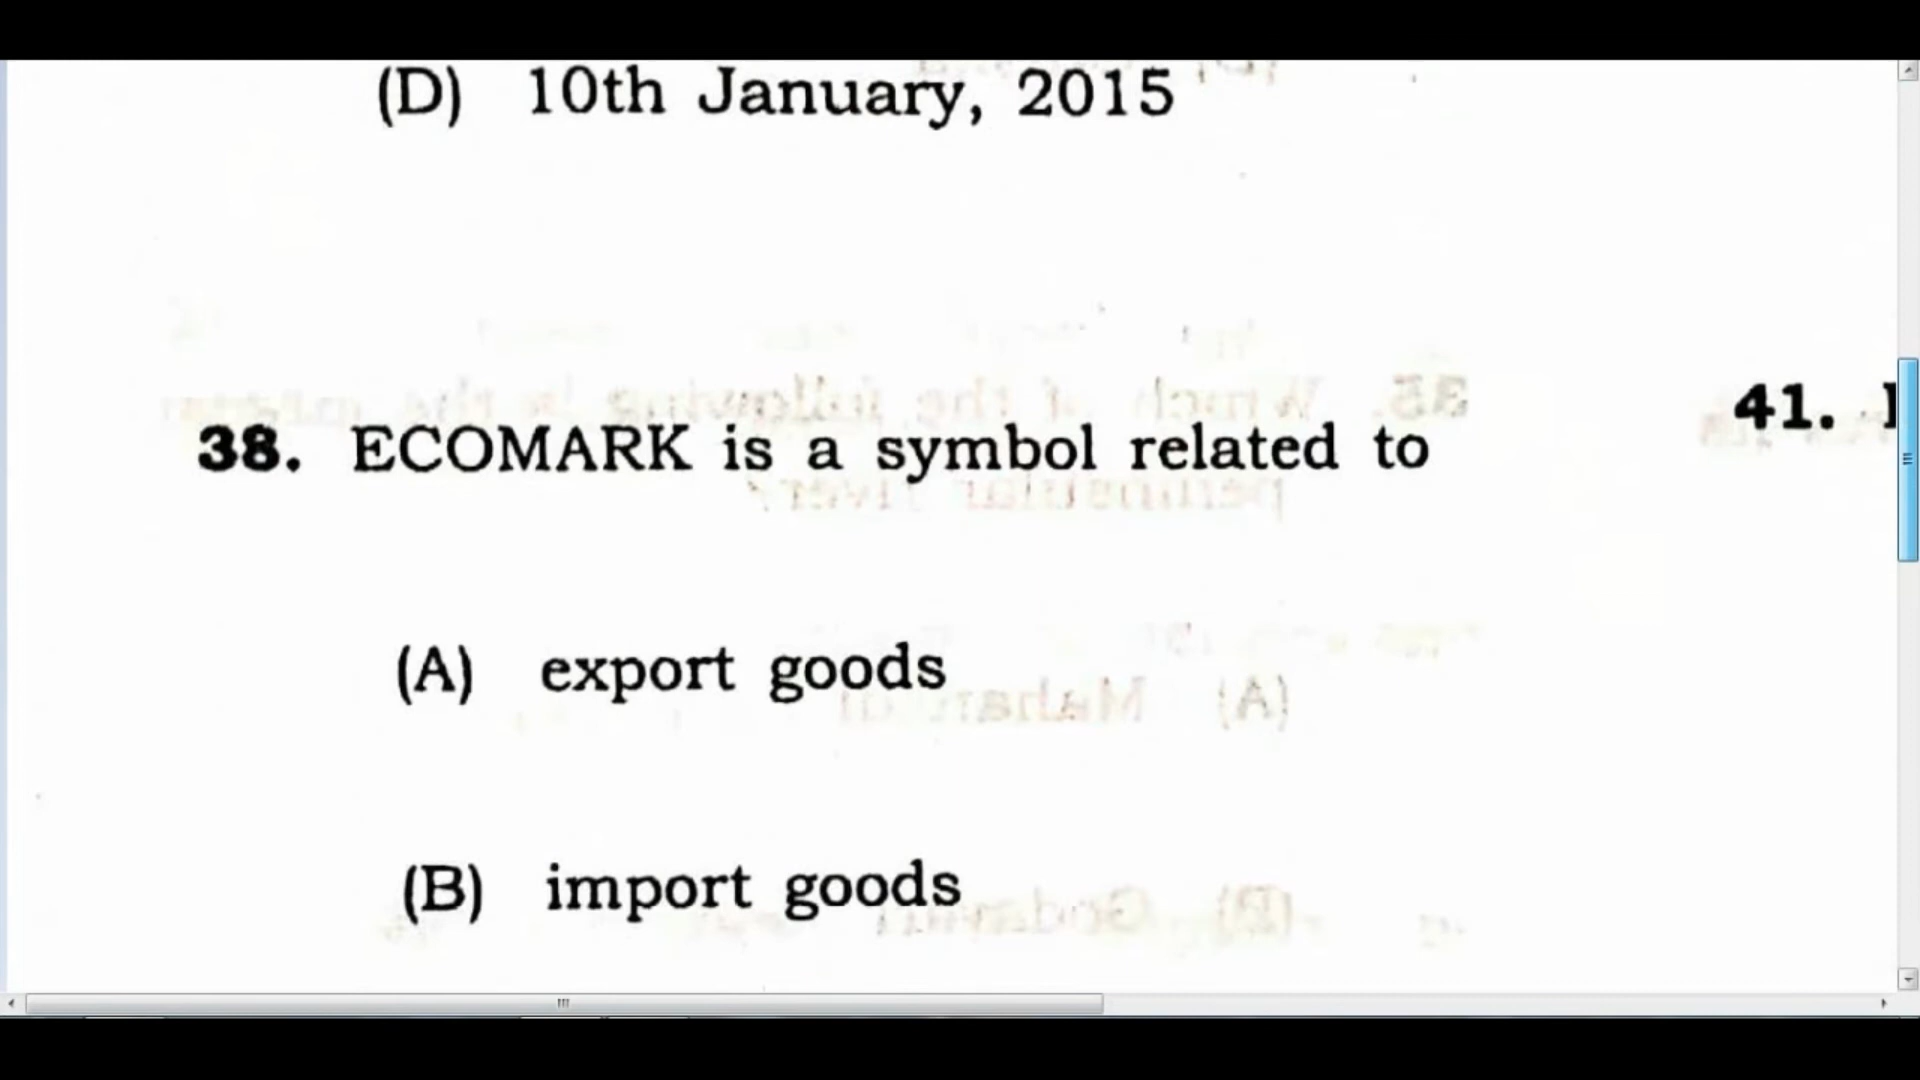 (D) 10th January, 2015
38. ECOMARK is a symbol related to
41.
(A) export goods
(B) import goods